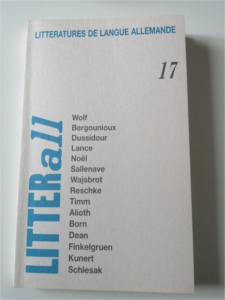 LITTERATURES DE LANGUE ALLEMANDE
17
Wolf
Bergounioux
Dussidour
Lance
Noël
Sallenave
Wajsbrot
Reschke
Timm
Alioth
Born
Dean
Finkelgruen
Kunert
Schlesak
LITTERall